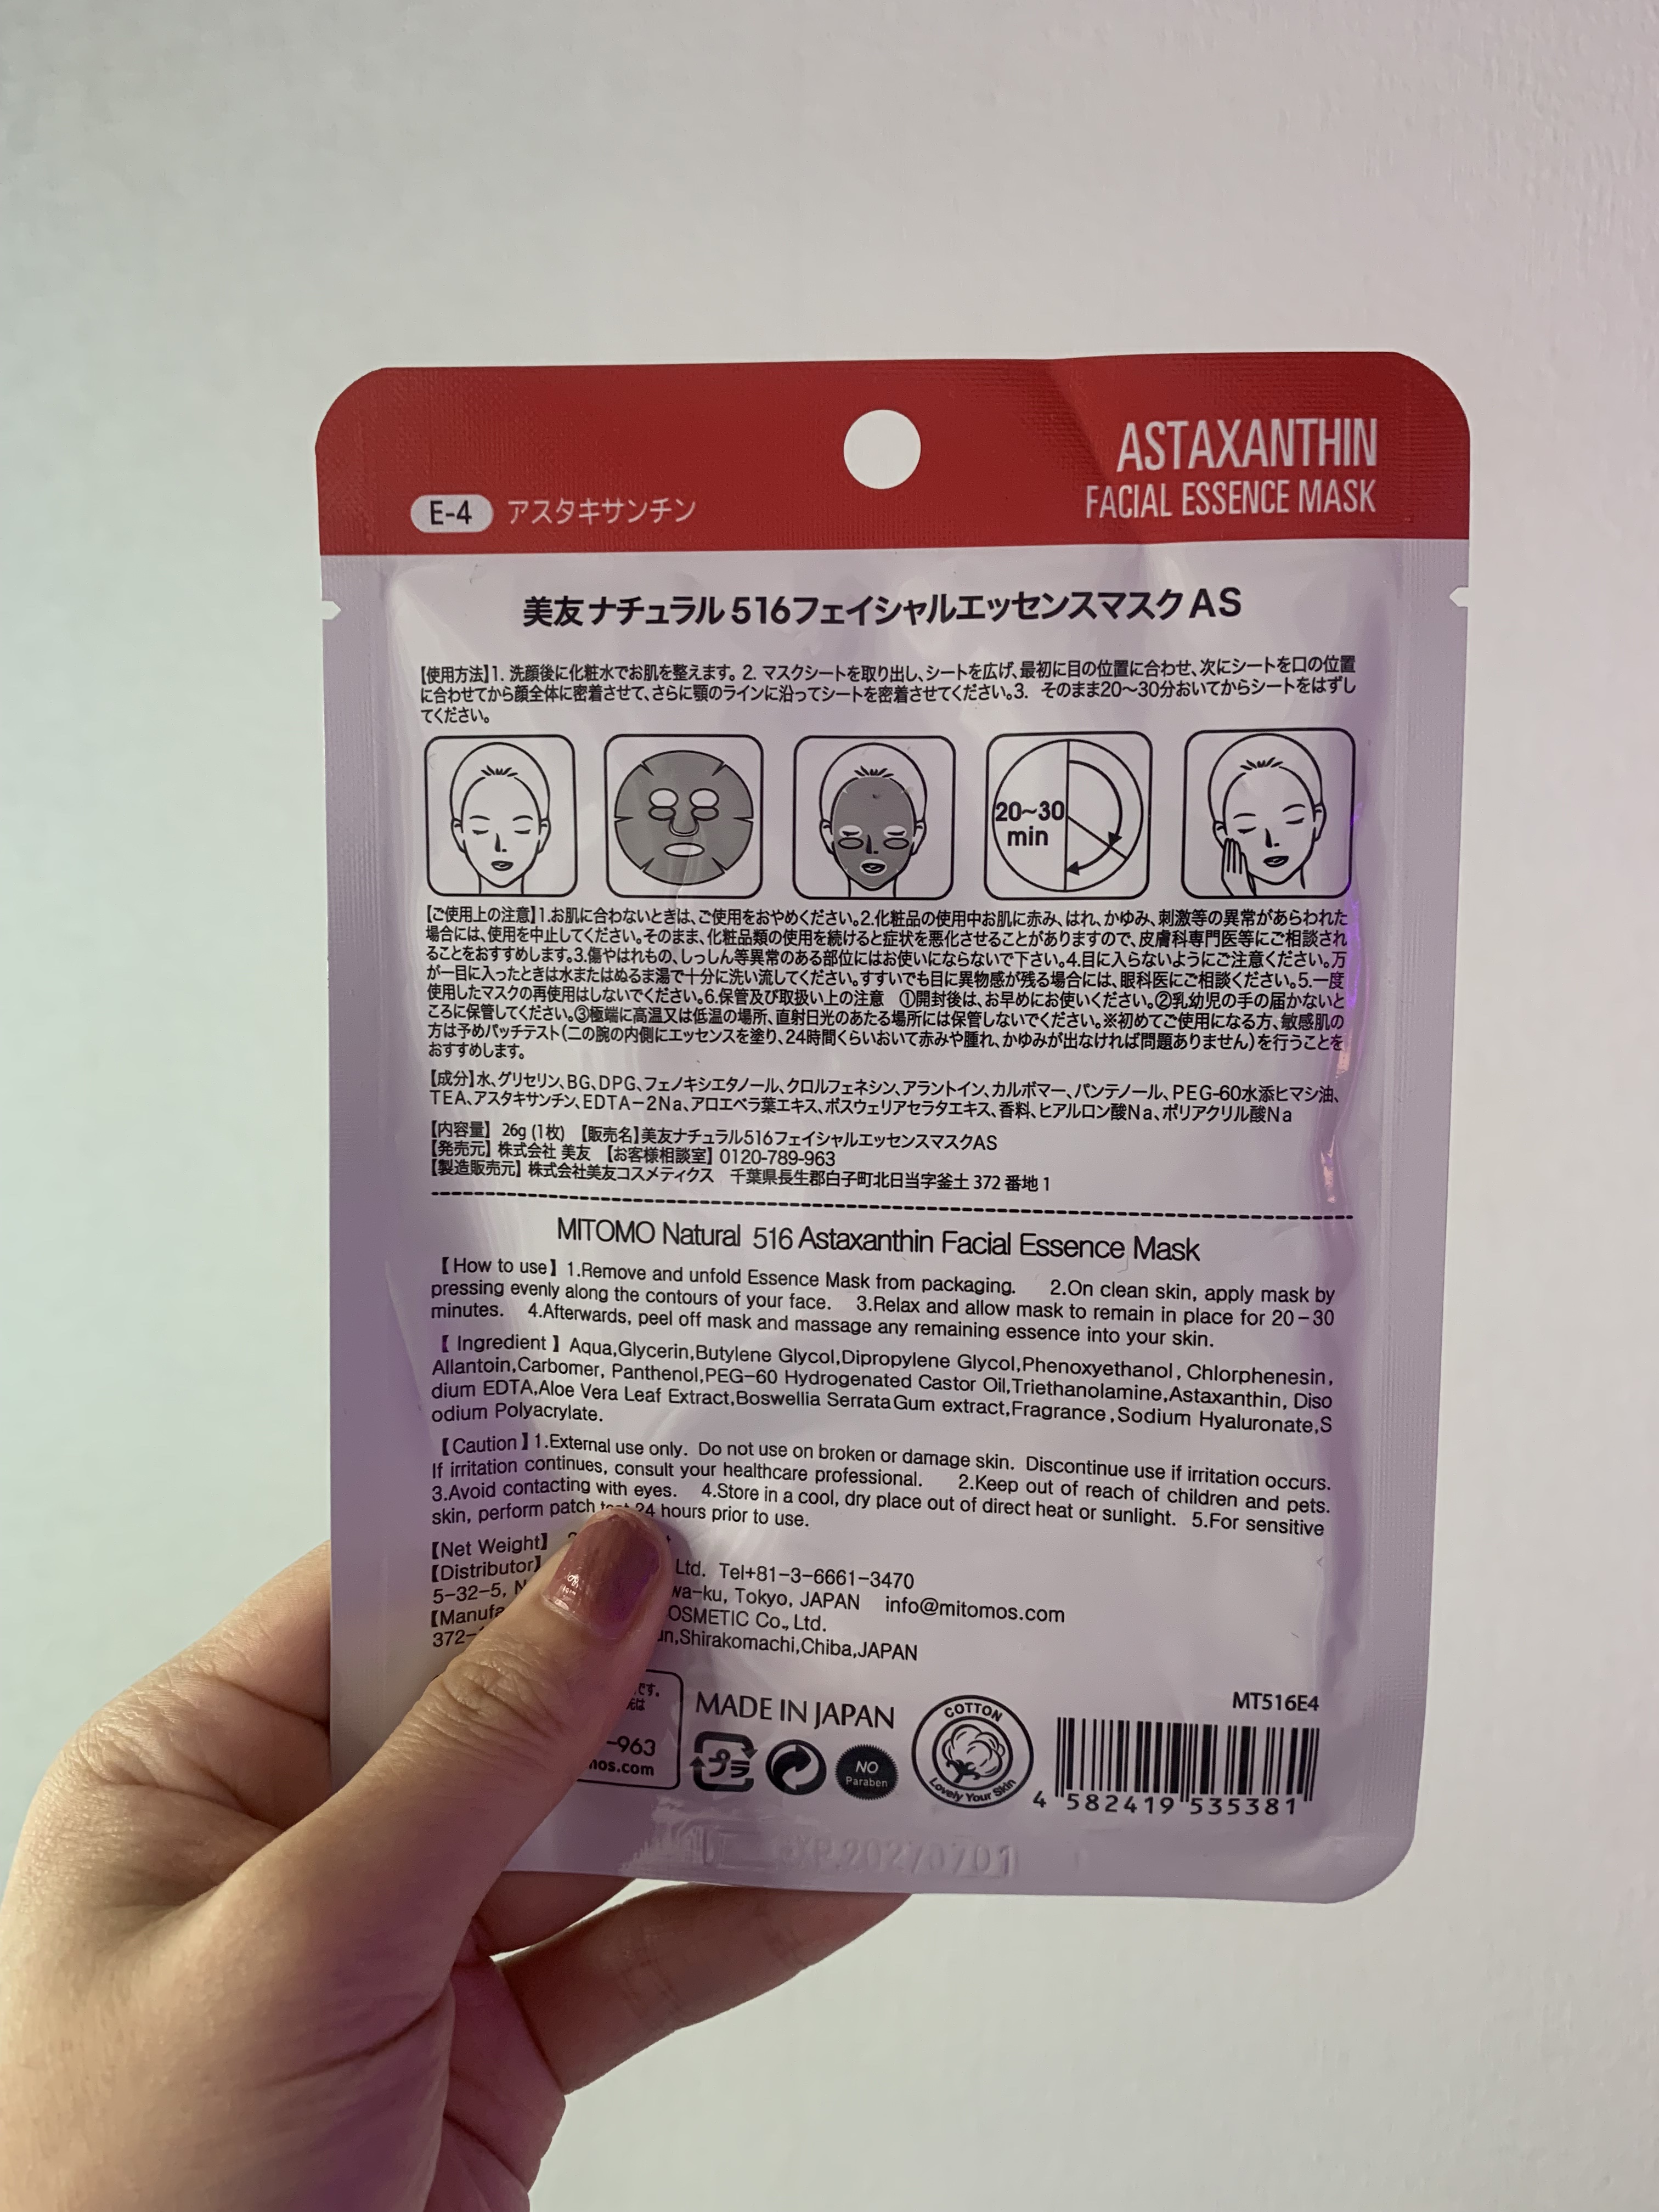 ASTAXANTHIN
E-4 アスタキサンチン FACIAL ESSENCE MASK
美友ナチュラル516フェイシャルエッセンスマスクAS
【使用方法】1. 洗顔後に化粧水でお肌を整えます。2. マスクシートを取り出し、シートを広げ、最初に目の位置に合わせ、次にシートを口の位置
に合わせてから顔全体に密着させて、さらに顎のラインに沿ってシートを密着させてください。3. そのまま20～30分おいてからシートをはずし
てください。
20~30
min
【ご使用上の注意】1.お肌に合わないときは、ご使用をおやめください。2.化粧品の使用中お肌に赤み、はれ、かゆみ、刺激等の異常があらわれた
場合には、使用を中止してください。そのまま、化粧品類の使用を続けると症状を悪化させることがありますので、皮膚科専門医等にご相談され
ることをおすすめします。3.傷やはれもの、しっしん等異常のある部位にはお使いにならないで下さい。4.目に入らないようにご注意ください。万
が一目に入ったときは水またはぬるま湯で十分に洗い流してください。すすいでも目に異物感が残る場合には、眼科医にご相談ください。5.一度
使用したマスクの再使用はしないでください。6.保管及び取扱い上の注意 ①開封後は、お早めにお使いください。②乳幼児の手の届かないと
ころに保管してください。③極端に高温又は低温の場所、直射日光のあたる場所には保管しないでください。※初めてご使用になる方、敏感肌の
方は予めパッチテスト(二の腕の内側にエッセンスを塗り、24時間くらいおいて赤みや腫れ、かゆみが出なければ問題ありません)を行うことを
おすすめします。
【成分】水、グリセリン、BG、DPG、フェノキシエタノール、クロルフェネシン、アラントイン、カルボマー、パンテノール、PEG-60水添ヒマシ油、
TEA、アスタキサンチン、EDTA－2Na、アロエベラ葉エキス、ボスウェリアセラタエキス、香料、ヒアルロン酸Na、ポリアクリル酸Na
【内容量】 26g (1枚) 【販売名】美友ナチュラル516フェイシャルエッセンスマスクAS
【発売元】 株式会社 美友 【お客様相談室】 0120-789-963
【製造販売元】 株式会社美友コスメティクス 千葉県長生郡白子町北日当字釜土 372 番地 1
MITOMO Natural 516 Astaxanthin Facial Essence Mask
【How to use】 1.Remove and unfold Essence Mask from packaging. 2.On clean skin, apply mask by
pressing evenly along the contours of your face. 3.Relax and allow mask to remain in place for 20-30
minutes. 4.Afterwards, peel off mask and massage any remaining essence into your skin.
【 Ingredient 】 Aqua,Glycerin,Butylene Glycol,Dipropylene Glycol,Phenoxyethanol, Chlorphenesin,
Allantoin,Carbomer, Panthenol,PEG-60 Hydrogenated Castor Oil,Triethanolamine,Astaxanthin, Diso
dium EDTA,Aloe Vera Leaf Extract,Boswellia Serrata Gum extract,Fragrance ,Sodium Hyaluronate,S
odium Polyacrylate.
【Caution】1.External use only. Do not use on broken or damage skin. Discontinue use if irritation occurs.
If irritation continues, consult your healthcare professional. 2.Keep out of reach of children and pets.
3.Avoid contacting with eyes. 4.Store in a cool, dry place out of direct heat or sunlight. 5.For sensitive
skin, perform patch 24 hours prior to use.
【Net Weight】
【Distributor】 Ltd. Tel+81-3-6661-3470
5-32-5, Tokyo, JAPAN info@mitomos.com
Co., Ltd.
Shirakomachi,Chiba,JAPAN
です。
MT516E4
MADE IN JAPAN
-963
プラ
NO
Paraben
COTTON
Lovely Your Skin
4 582419 535381
EXP.20270701